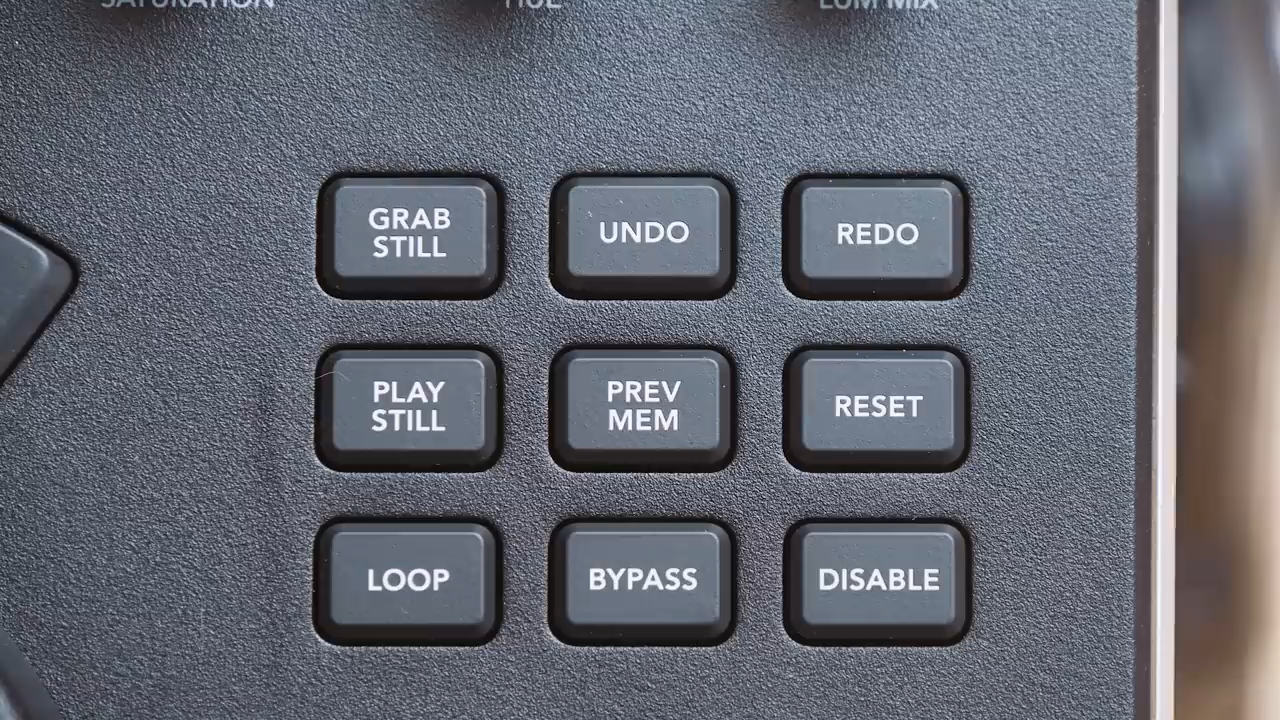 SATURATION HUE LUM MIX
GRAB
STILL
UNDO
REDO
PLAY
STILL
PREV
MEM
RESET
LOOP
BYPASS
DISABLE